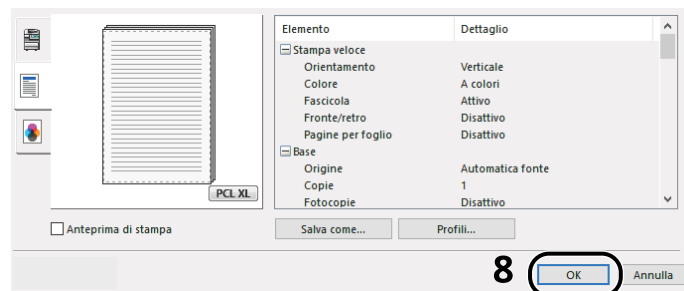 Elemento Dettaglio
Stampa veloce
Orientamento Verticale
Colore A colori
Fascicola Attivo
Fronte/retro Disattivo
Pagine per foglio Disattivo
Base
Origine Automatica fonte
Copie 1
Fotocopie Disattivo
PCL XL
Anteprima di stampa Salva come... Profili...
8 OK Annulla